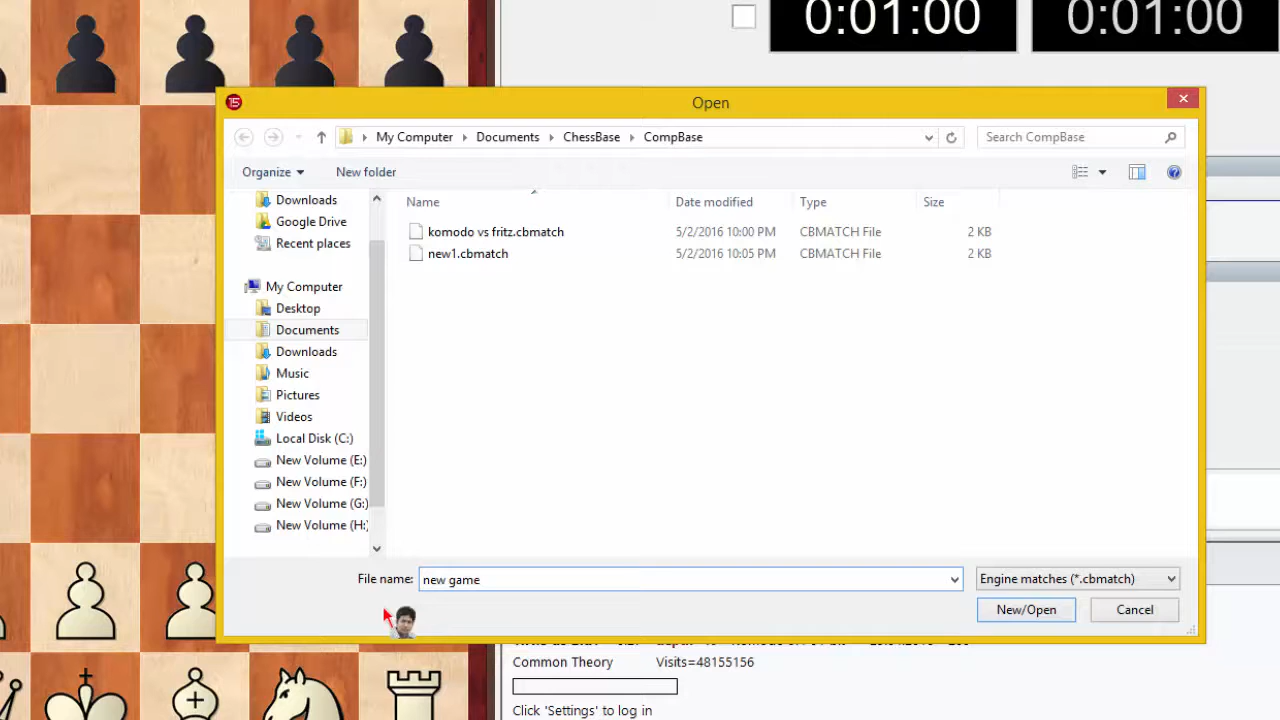 0:01:00 0:01:00
15 Open
My Computer Documents ChessBase CompBase Search CompBase
Organize New folder
Name Date modified Type Size
Downloads
Google Drive
Recent places
My Computer
Desktop
Documents
Downloads
Music
Pictures
Videos
Local Disk (C:)
New Volume (E:)
New Volume (F:)
New Volume (G:)
New Volume (H:)
komodo vs fritz.cbmatch 5/2/2016 10:00 PM CBMATCH File 2 KB
new1.cbmatch 5/2/2016 10:05 PM CBMATCH File 2 KB
File name: new game Engine matches (*.cbmatch)
New/Open Cancel
Common Theory Visits=48155156
Click 'Settings' to log in